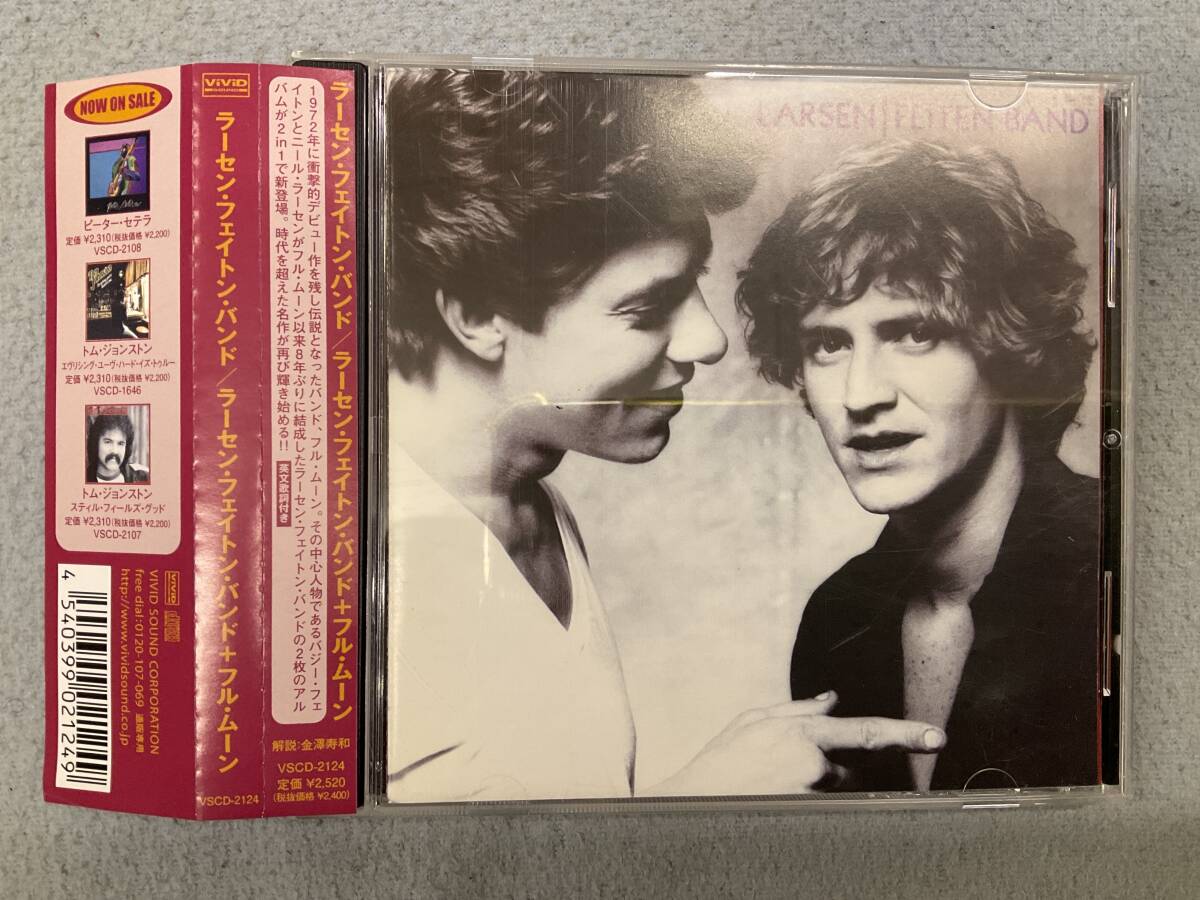 NOW ON SALE
ピーター・セテラ
定価 ¥2,310(税抜価格 ¥2,200)
VSCD-2108
トム・ジョンストン
エヴリシング・ユーヴ・ハード・イズ・トゥルー
定価 ¥2,310(税抜価格 ¥2,200)
VSCD-1646
トム・ジョンストン
スティル・フィールズ・グッド
定価 ¥2,310(税抜価格 ¥2,200)
VSCD-2107
ViViD
VIVID SOUND CORPORATION
free dial:0120-107-069 通販専用
http://www.vividsound.co.jp
4 540399 021249
ViViD
ラーセン・フェイトン・バンド/ラーセン・フェイトン・バンド+フル・ムーン
VSCD-2124
ラーセン・フェイトン・バンド/ラーセン・フェイトン・バンド+フル・ムーン
1972年に衝撃的デビュー作を残し伝説となったバンド、フル・ムーン。その中心人物であるバジー・フェ
イトンとニール・ラーセンがフル・ムーン以来8年ぶりに結成したラーセン・フェイトン・バンドの2枚のアル
バムが2in1で新登場。時代を超えた名作が再び輝き始める!! 英文歌詞付き
解説:金澤寿和
VSCD-2124
定価 ¥2,520
(税抜価格 ¥2,400)
LARSEN/FEITEN BAND